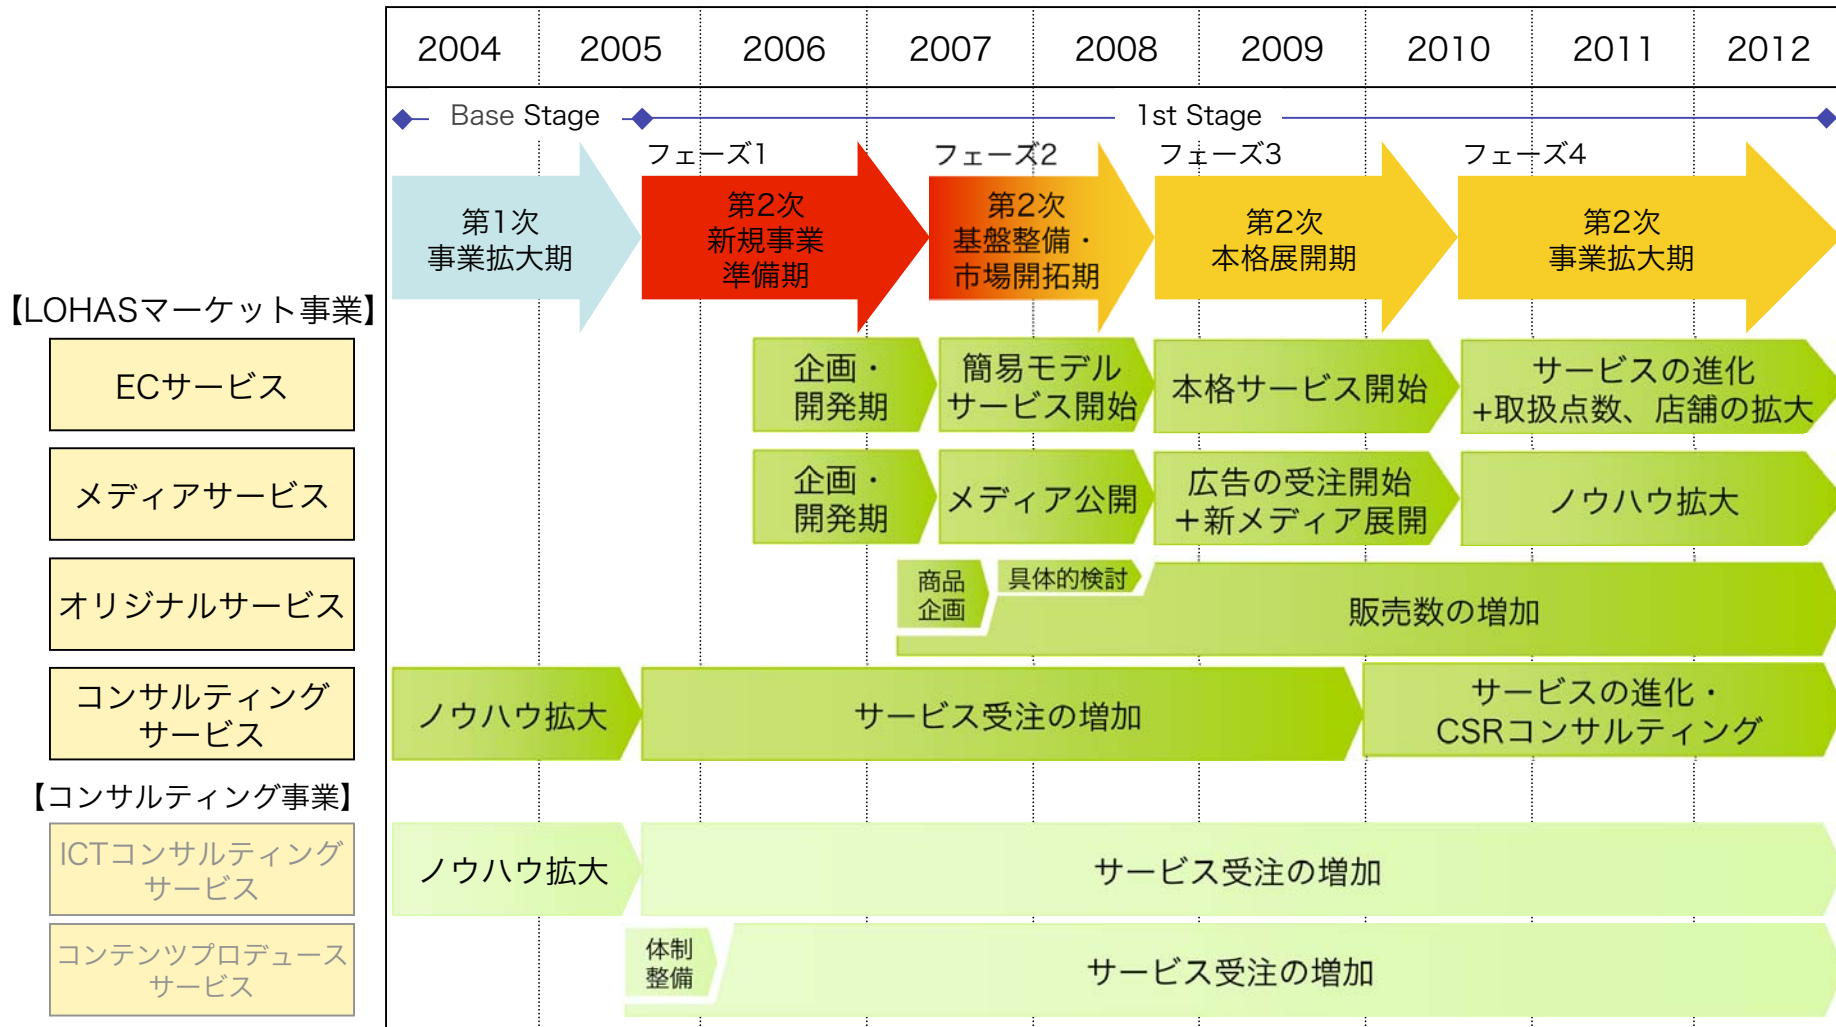 2004 2005 2006 2007 2008 2009 2010 2011 2012
Base Stage 1st Stage
フェーズ1 フェーズ2 フェーズ3 フェーズ4
第1次
事業拡大期
第2次
新規事業
準備期
第2次
基盤整備・
市場開拓期
第2次
本格展開期
第2次
事業拡大期
【LOHASマーケット事業】
ECサービス
企画・
開発期
簡易モデル
サービス開始
本格サービス開始
サービスの進化
+取扱点数、店舗の拡大
メディアサービス
企画・
開発期
メディア公開
広告の受注開始
＋新メディア展開
ノウハウ拡大
オリジナルサービス
商品
企画
具体的検討
販売数の増加
コンサルティング
サービス
ノウハウ拡大
サービス受注の増加
サービスの進化・
CSRコンサルティング
【コンサルティング事業】
ICTコンサルティング
サービス
ノウハウ拡大
サービス受注の増加
コンテンツプロデュース
サービス
体制
整備
サービス受注の増加